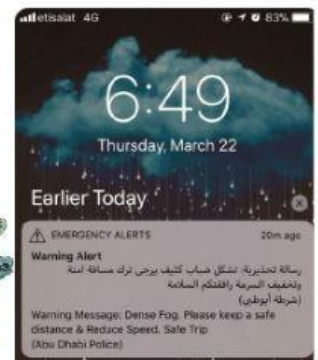 etisalat 4G
83%
6:49
Thursday, March 22
Earlier Today
EMERGENCY ALERTS
20m ago
Warning Alert
رسالة تحذيرية: تشكل ضباب كثيف يرجى ترك مسافة امنة
وتخفيف السرعة رافقتكم السلامة
(شرطة أبوظبي)
Warning Message: Dense Fog. Please keep a safe
distance & Reduce Speed. Safe Trip
(Abu Dhabi Police)